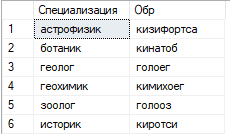 Специализация Обр
1 астрофизик кизифортса
2 ботаник кинатоб
3 геолог голоег
4 геохимик кимихоег
5 зоолог голооз
6 историк киротси